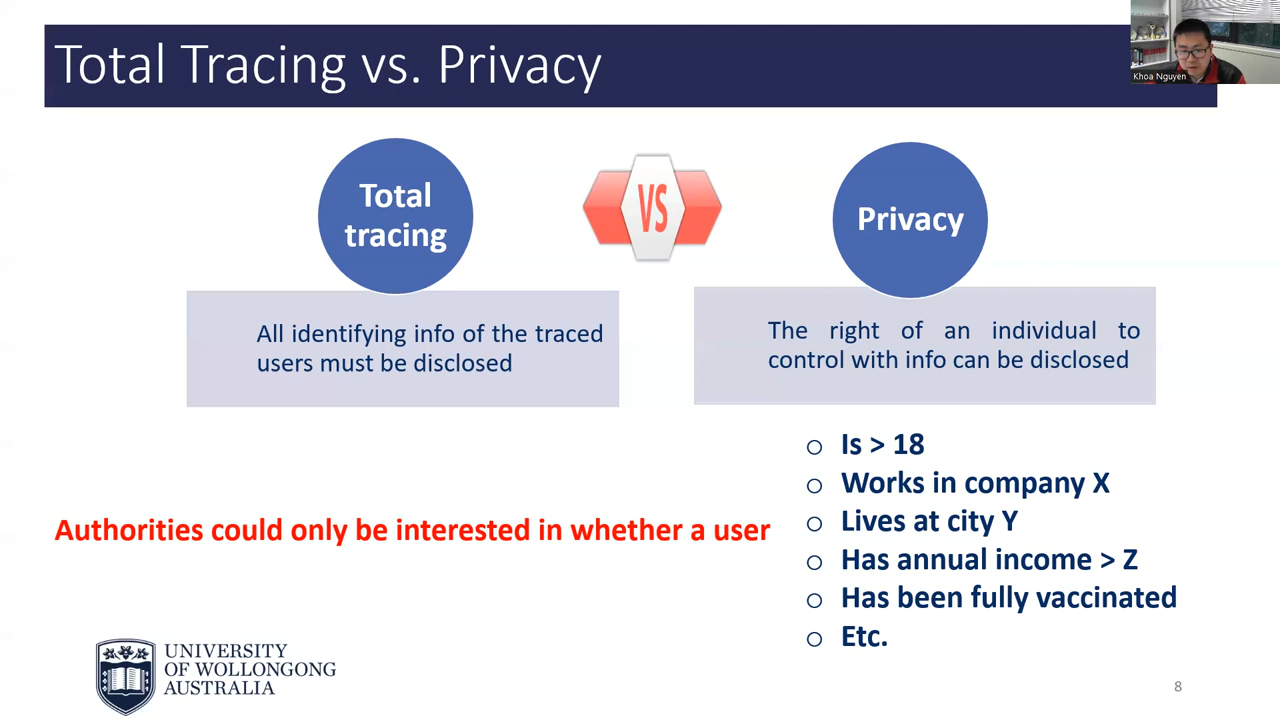 Total Tracing vs. Privacy
Khoa Nguyen
Total
tracing
VS
Privacy
All identifying info of the traced
users must be disclosed
The right of an individual to
control with info can be disclosed
Authorities could only be interested in whether a user
o Is > 18
o Works in company X
o Lives at city Y
o Has annual income > Z
o Has been fully vaccinated
o Etc.
UNIVERSITY
OF WOLLONGONG
AUSTRALIA
8